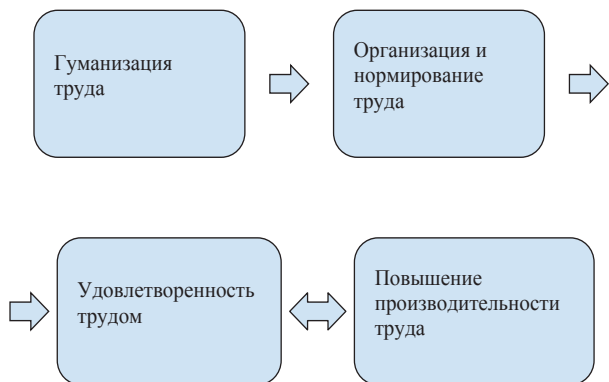 Гуманизация
труда
Организация и
нормирование
труда
Удовлетворенность
трудом
Повышение
производительности
труда